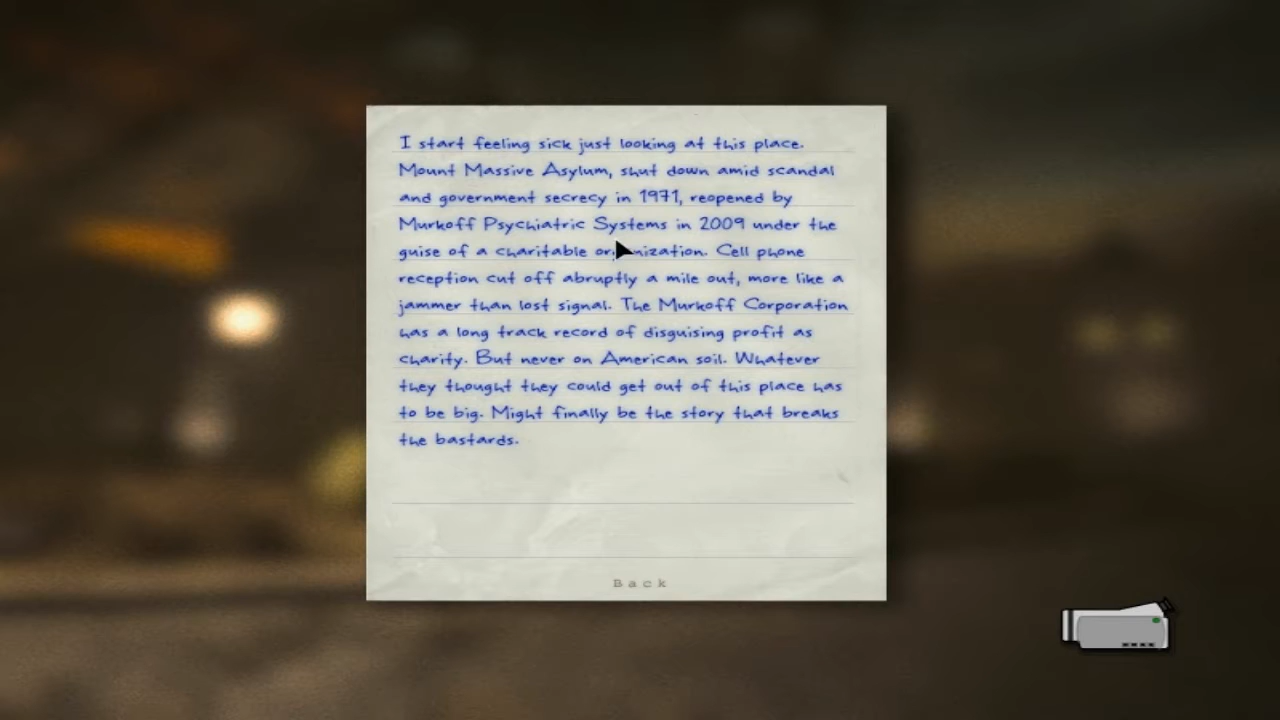 I start feeling sick just looking at this place.
Mount Massive Asylum, shut down amid scandal
and government secrecy in 1971, reopened by
Murkoff Psychiatric Systems in 2009 under the
guise of a charitable organization. Cell phone
reception cut off abruptly a mile out, more like a
jammer than lost signal. The Murkoff Corporation
has a long track record of disguising profit as
charity. But never on American soil. Whatever
they thought they could get out of this place has
to be big. Might finally be the story that breaks
the bastards.
Back